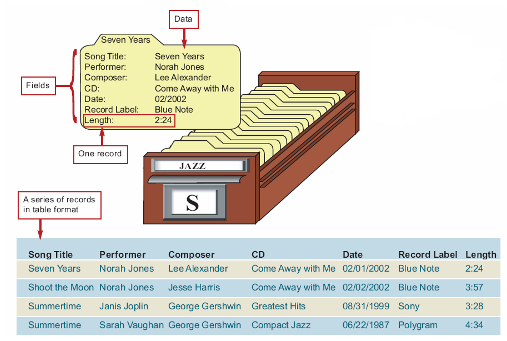 Data
Seven Years
Song Title: Seven Years
Performer: Norah Jones
Composer: Lee Alexander
CD: Come Away with Me
Date: 02/2002
Record Label: Blue Note
Length: 2:24
Fields
One record
JAZZ
S
A series of records
in table format
Song Title Performer Composer CD Date Record Label Length
Seven Years Norah Jones Lee Alexander Come Away with Me 02/01/2002 Blue Note 2:24
Shoot the Moon Norah Jones Jesse Harris Come Away with Me 02/02/2002 Blue Note 3:57
Summertime Janis Joplin George Gershwin Greatest Hits 08/31/1999 Sony 3:28
Summertime Sarah Vaughan George Gershwin Compact Jazz 06/22/1987 Polygram 4:34